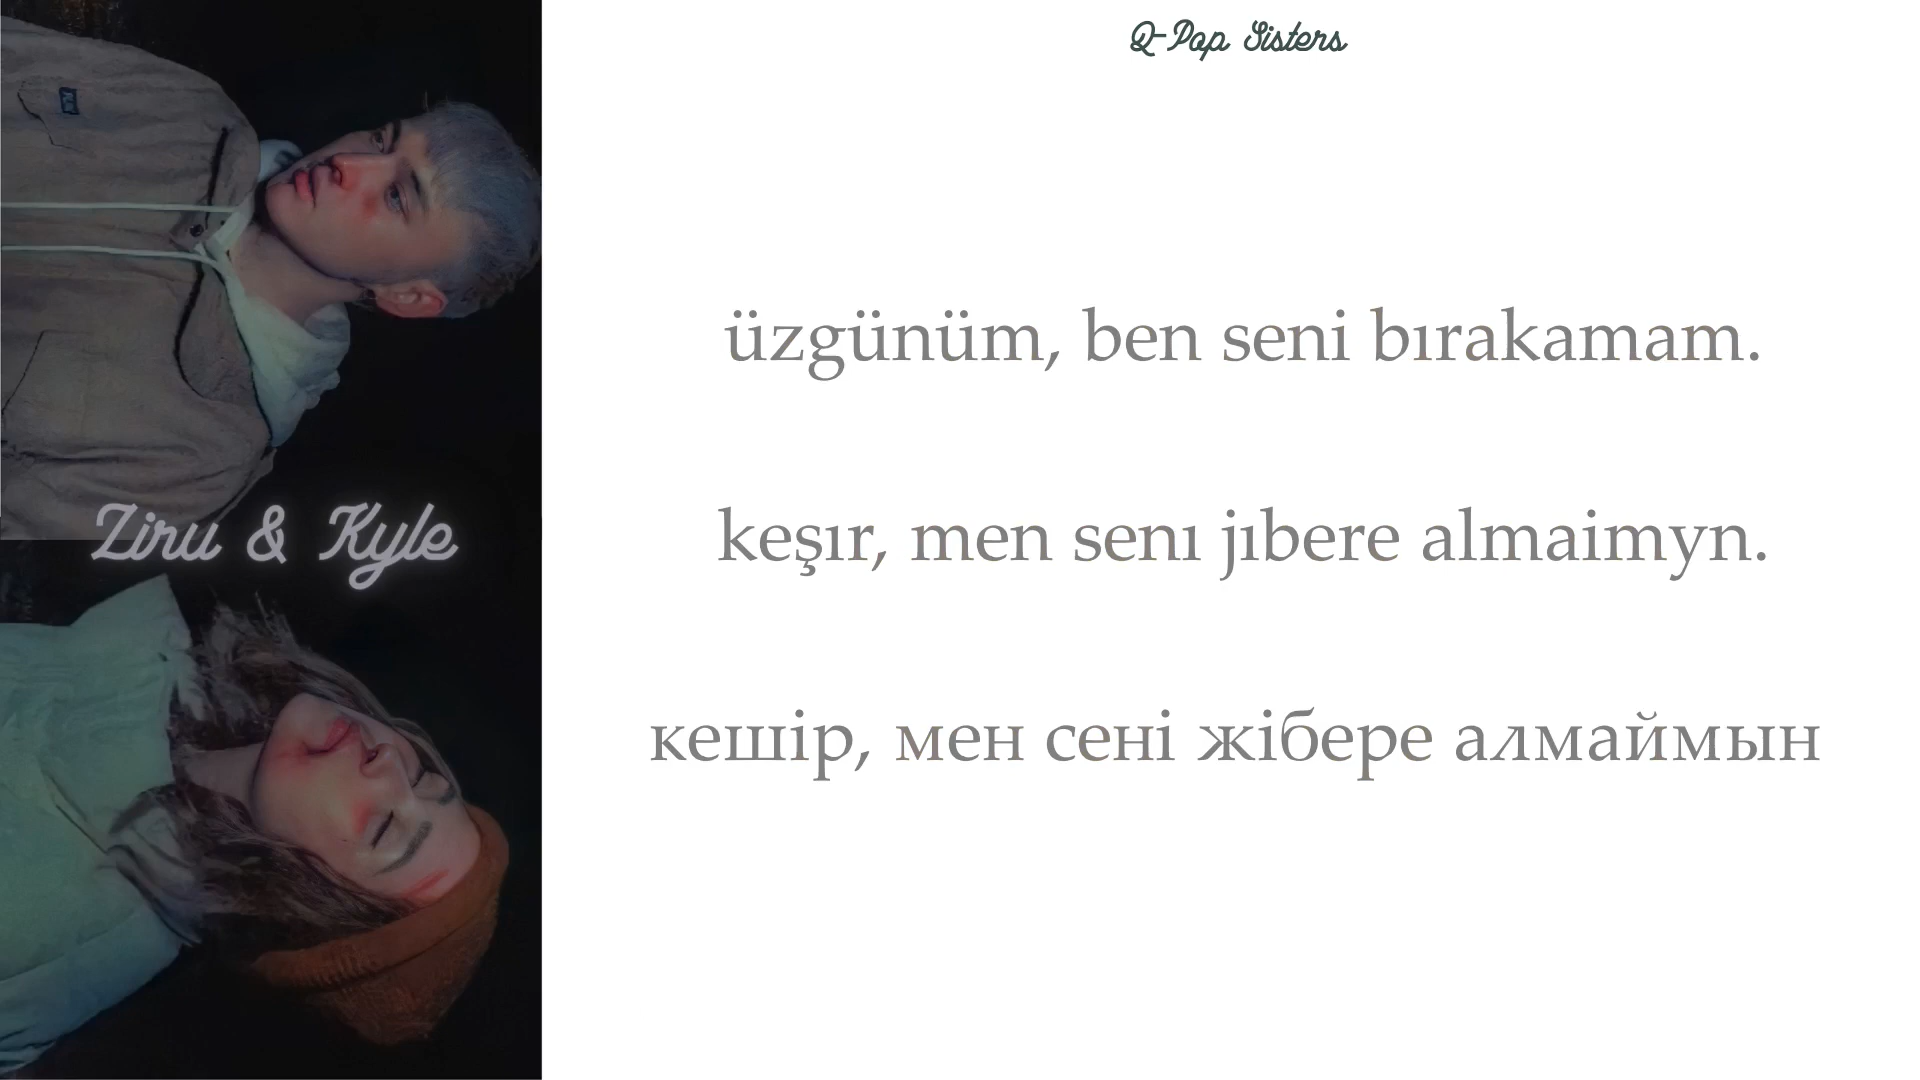 Q-Pop Sisters
üzgünüm, ben seni bırakamam.
keşır, men senı jıbere almaimyn.
Ziru & Kyle
кешір, мен сені жібере алмаймын